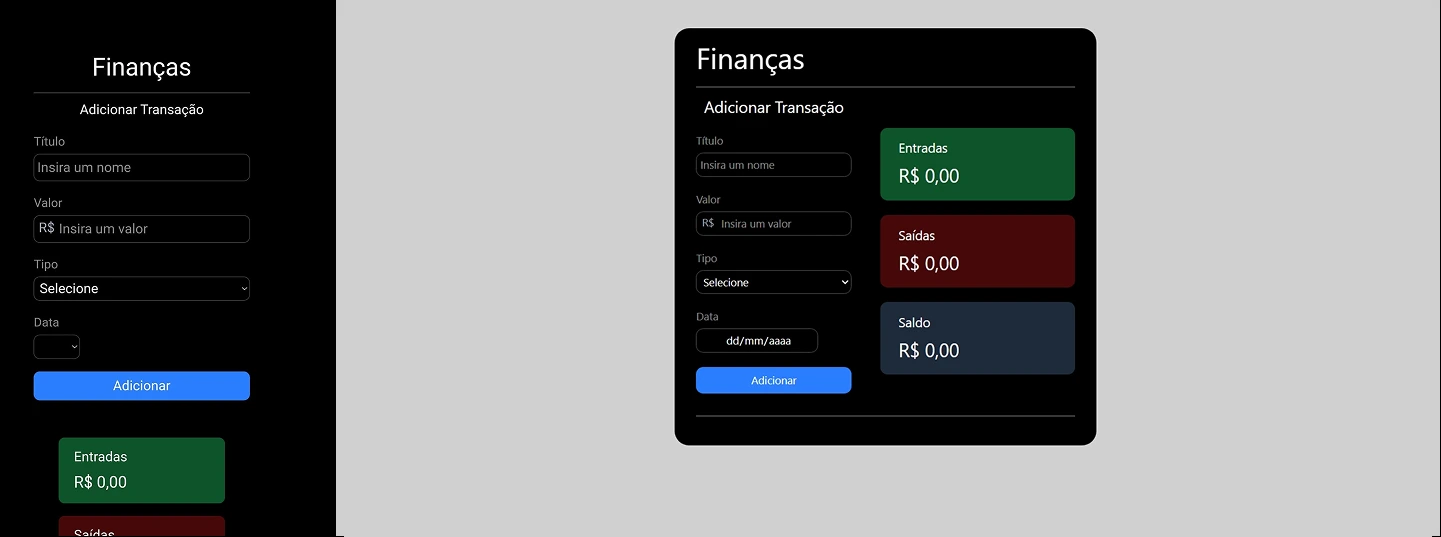 Finanças
Adicionar Transação
Título
Insira um nome
Valor
R$ Insira um valor
Tipo
Selecione
Data
Adicionar
Entradas
R$ 0,00
Saídas
Finanças
Adicionar Transação
Título
Insira um nome
Valor
R$ Insira um valor
Tipo
Selecione
Data
dd/mm/aaaa
Adicionar
Entradas
R$ 0,00
Saídas
R$ 0,00
Saldo
R$ 0,00